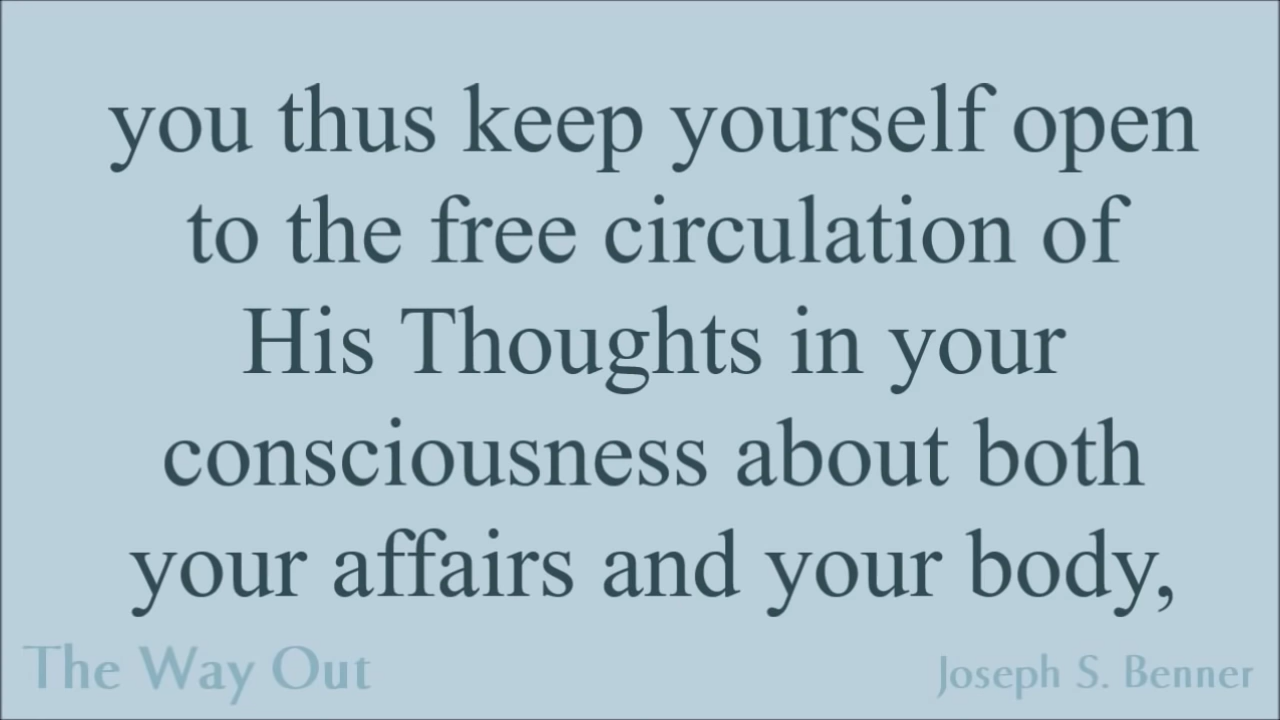 you thus keep yourself open
to the free circulation of
His Thoughts in your
consciousness about both
your affairs and your body,
The Way Out
Joseph S. Benner